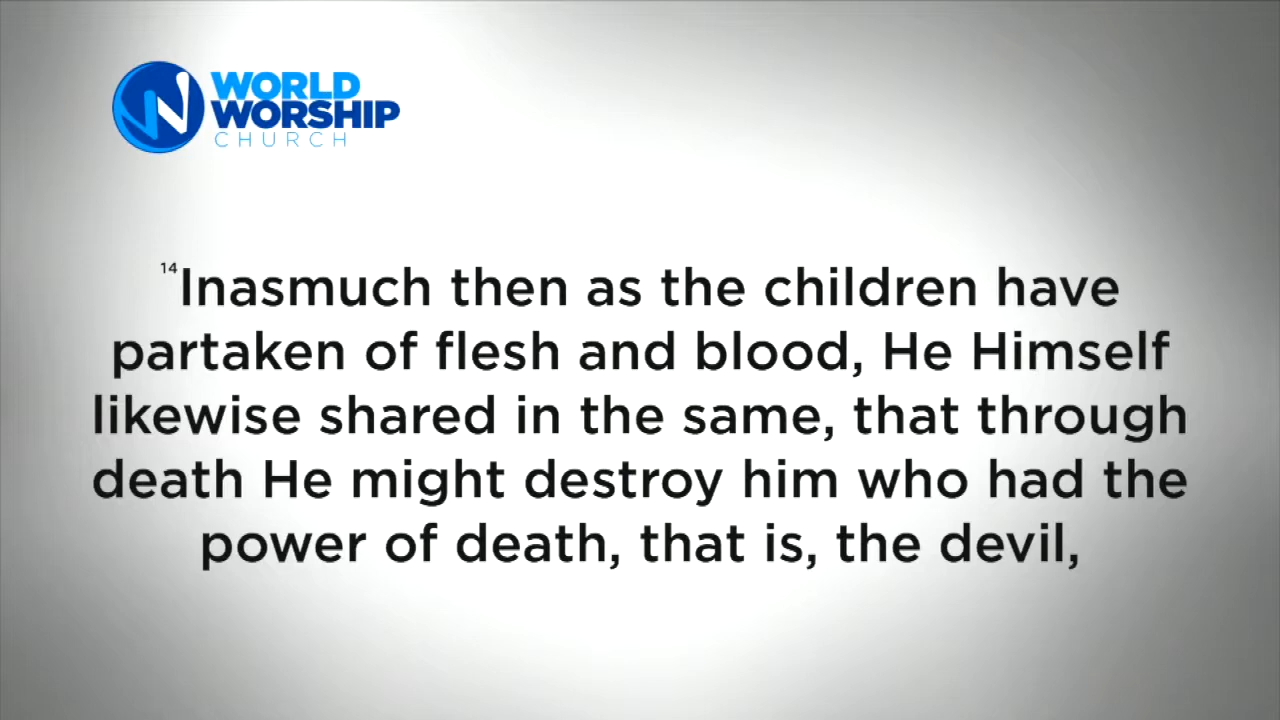 WORLD
WORSHIP
CHURCH
14Inasmuch then as the children have
partaken of flesh and blood, He Himself
likewise shared in the same, that through
death He might destroy him who had the
power of death, that is, the devil,